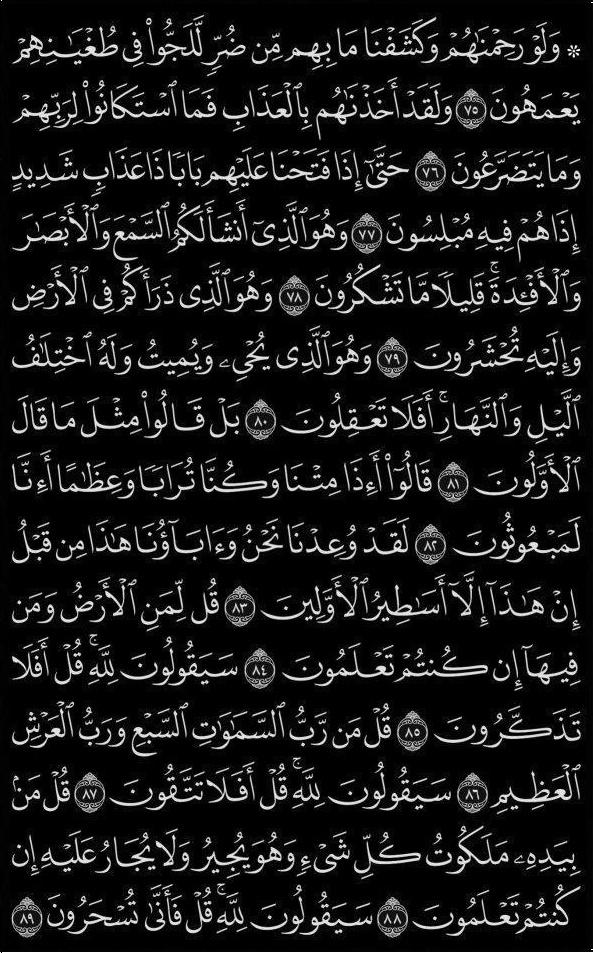 ۞ وَلَوۡ رَحِمۡنَٰهُمۡ وَكَشَفۡنَا مَا بِهِم مِّن ضُرّٖ لَّلَجُّواْ فِي طُغۡيَٰنِهِمۡ
يَعۡمَهُونَ ٧٥ وَلَقَدۡ أَخَذۡنَٰهُم بِٱلۡعَذَابِ فَمَا ٱسۡتَكَانُواْ لِرَبِّهِمۡ
وَمَا يَتَضَرَّعُونَ ٧٦ حَتَّىٰٓ إِذَا فَتَحۡنَا عَلَيۡهِم بَابٗا ذَا عَذَابٖ شَدِيدٍ
إِذَا هُمۡ فِيهِ مُبۡلِسُونَ ٧٧ وَهُوَ ٱلَّذِيٓ أَنشَأَ لَكُمُ ٱلسَّمۡعَ وَٱلۡأَبۡصَٰرَ
وَٱلۡأَفۡـِٔدَةَۚ قَلِيلٗا مَّا تَشۡكُرُونَ ٧٨ وَهُوَ ٱلَّذِي ذَرَأَكُمۡ فِي ٱلۡأَرۡضِ
وَإِلَيۡهِ تُحۡشَرُونَ ٧٩ وَهُوَ ٱلَّذِي يُحۡيِۦ وَيُمِيتُ وَلَهُ ٱخۡتِلَٰفُ
ٱلَّيۡلِ وَٱلنَّهَارِۚ أَفَلَا تَعۡقِلُونَ ٨٠ بَلۡ قَالُواْ مِثۡلَ مَا قَالَ
ٱلۡأَوَّلُونَ ٨١ قَالُوٓاْ أَءِذَا مِتۡنَا وَكُنَّا تُرَابٗا وَعِظَٰمًا أَءِنَّا
لَمَبۡعُوثُونَ ٨٢ لَقَدۡ وُعِدۡنَا نَحۡنُ وَءَابَآؤُنَا هَٰذَا مِن قَبۡلُ
إِنۡ هَٰذَآ إِلَّآ أَسَٰطِيرُ ٱلۡأَوَّلِينَ ٨٣ قُل لِّمَنِ ٱلۡأَرۡضُ وَمَن
فِيهَآ إِن كُنتُمۡ تَعۡلَمُونَ ٨٤ سَيَقُولُونَ لِلَّهِۚ قُلۡ أَفَلَا
تَذَكَّرُونَ ٨٥ قُلۡ مَن رَّبُّ ٱلسَّمَٰوَٰتِ ٱلسَّبۡعِ وَرَبُّ ٱلۡعَرۡشِ
ٱلۡعَظِيمِ ٨٦ سَيَقُولُونَ لِلَّهِۚ قُلۡ أَفَلَا تَتَّقُونَ ٨٧ قُلۡ مَنۢ
بِيَدِهِۦ مَلَكُوتُ كُلِّ شَيۡءٖ وَهُوَ يُجِيرُ وَلَا يُجَارُ عَلَيۡهِ إِن
كُنتُمۡ تَعۡلَمُونَ ٨٨ سَيَقُولُونَ لِلَّهِۚ قُلۡ فَأَنَّىٰ تُسۡحَرُونَ ٨٩